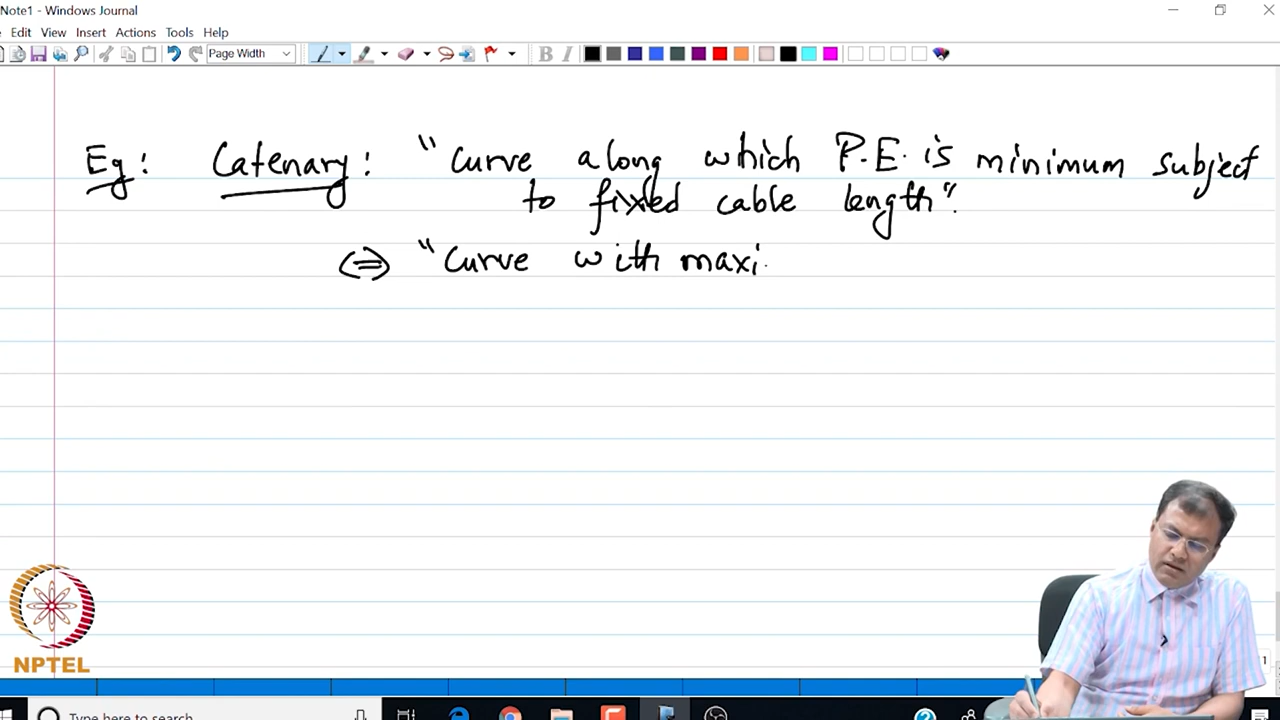 Note1 - Windows Journal
Edit View Insert Actions Tools Help
Page Width
B I
Eg: Catenary: "Curve along which P.E. is minimum subject
to fixed cable length".
⇔ "Curve with maxi
NPTEL
Type here to search